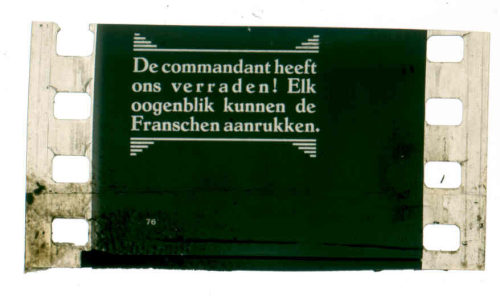 De commandant heeft
ons verraden! Elk
oogenblik kunnen de
Franschen aanrukken.
76